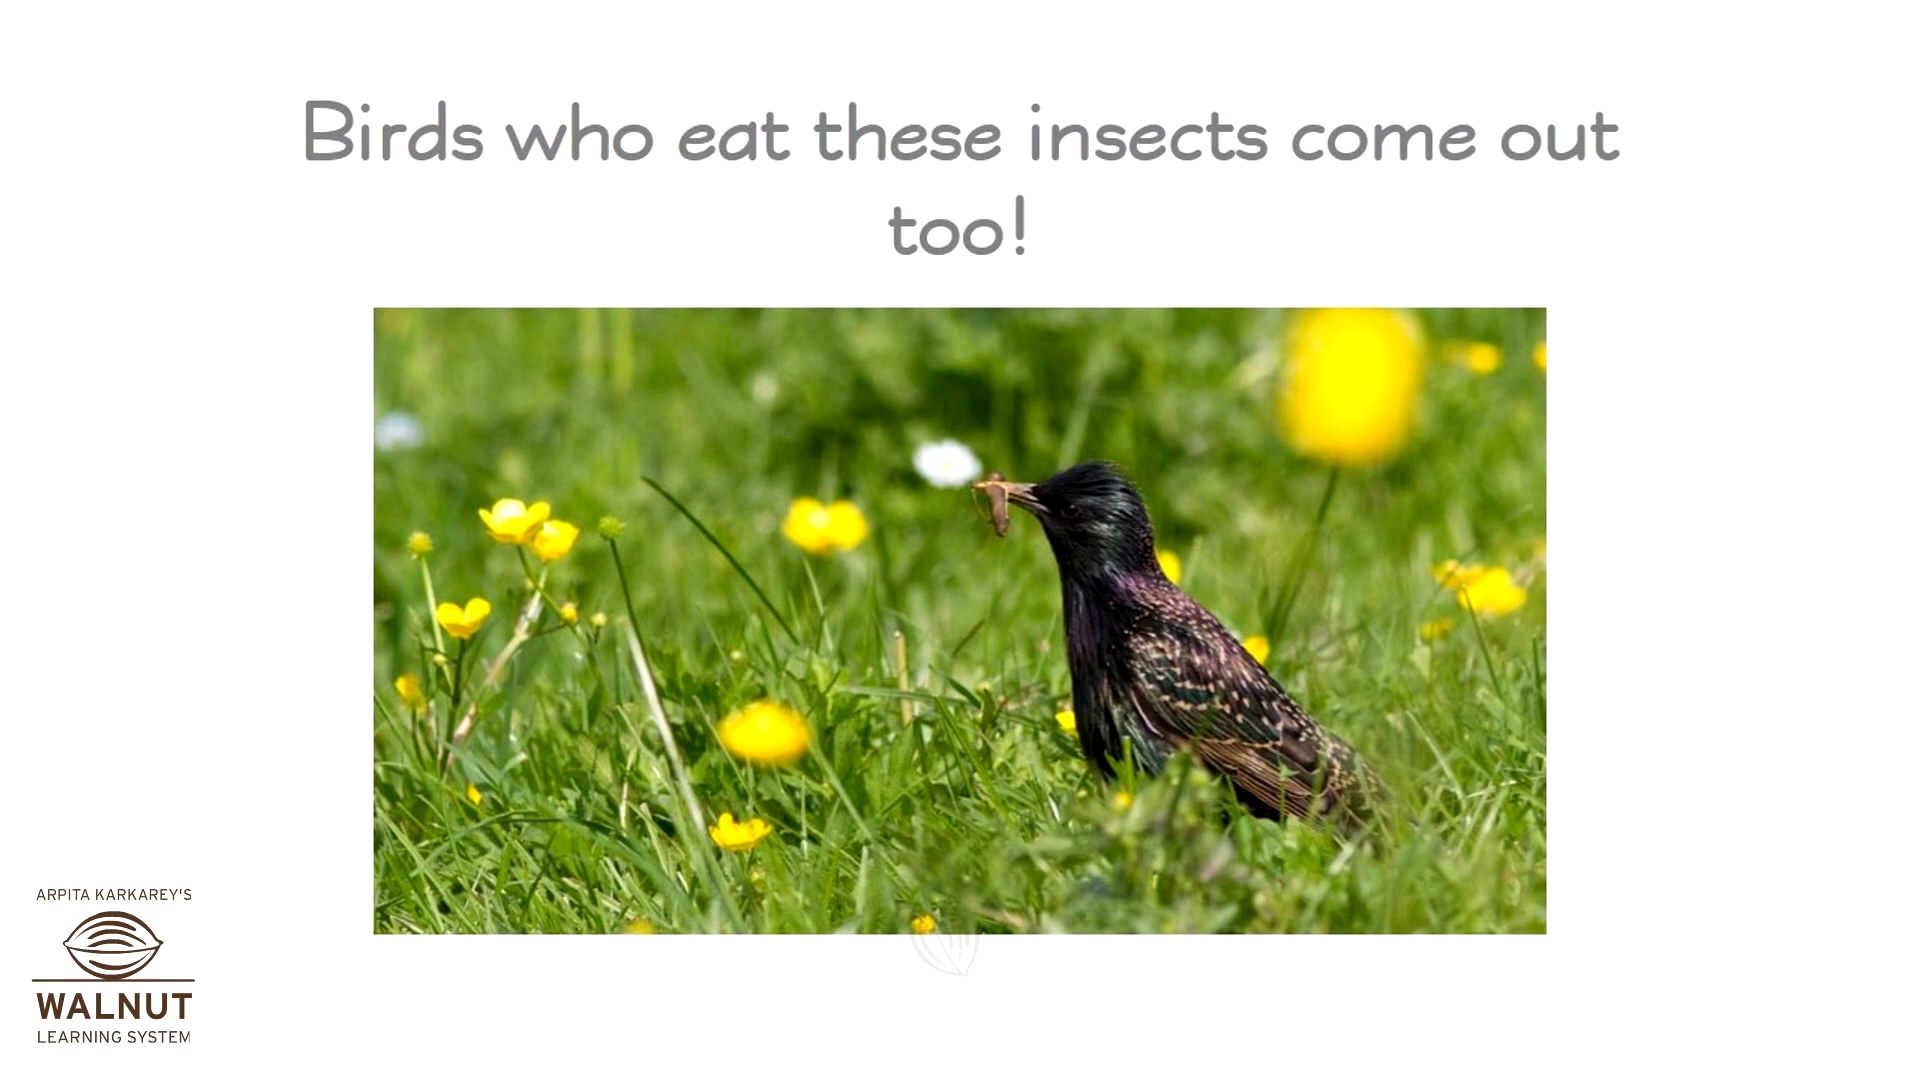 Birds who eat these insects come out
too!
ARPITA KARKAREY'S
WALNUT
LEARNING SYSTEM